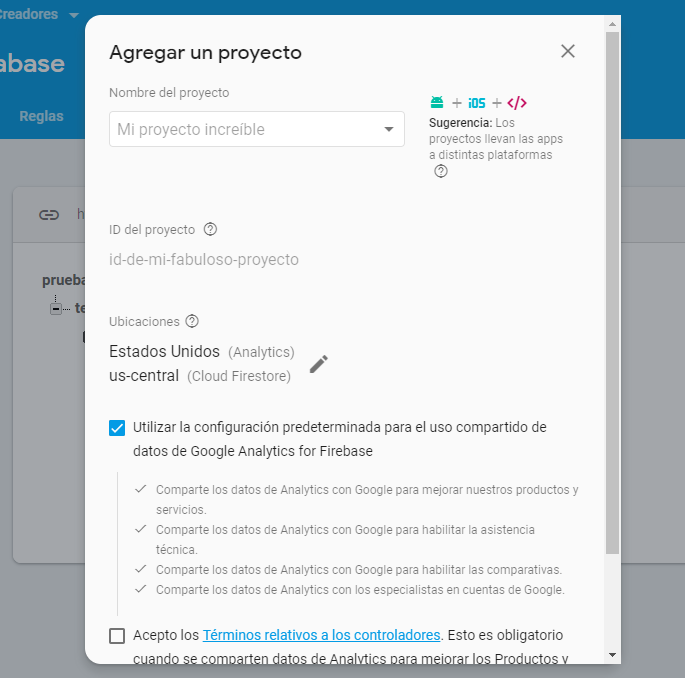 Creadores
abase
Reglas
prueba
Agregar un proyecto
Nombre del proyecto
Mi proyecto increíble
+ iOS + </>
Sugerencia: Los
proyectos llevan las apps
a distintas plataformas
ID del proyecto
id-de-mi-fabuloso-proyecto
Ubicaciones
Estados Unidos (Analytics)
us-central (Cloud Firestore)
Utilizar la configuración predeterminada para el uso compartido de
datos de Google Analytics for Firebase
Comparte los datos de Analytics con Google para mejorar nuestros productos y
servicios.
Comparte los datos de Analytics con Google para habilitar la asistencia
técnica.
Comparte los datos de Analytics con Google para habilitar las comparativas.
Comparte los datos de Analytics con los especialistas en cuentas de Google.
Acepto los Términos relativos a los controladores. Esto es obligatorio
cuando se comparten datos de Analytics para mejorar los Productos y